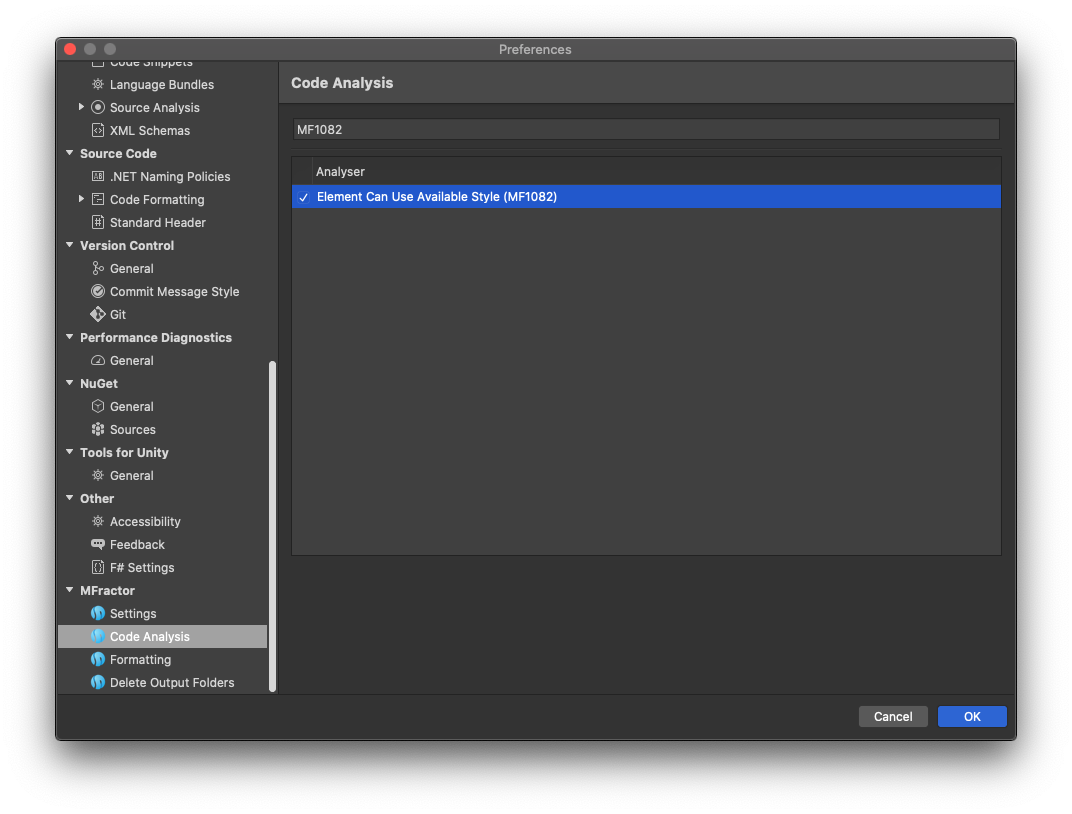 Preferences
Code Snippets
Language Bundles
Source Analysis
XML Schemas
Source Code
.NET Naming Policies
Code Formatting
Standard Header
Version Control
General
Commit Message Style
Git
Performance Diagnostics
General
NuGet
General
Sources
Tools for Unity
General
Other
Accessibility
Feedback
F# Settings
MFractor
Settings
Code Analysis
Formatting
Delete Output Folders
Code Analysis
MF1082
Analyser
Element Can Use Available Style (MF1082)
Cancel
OK